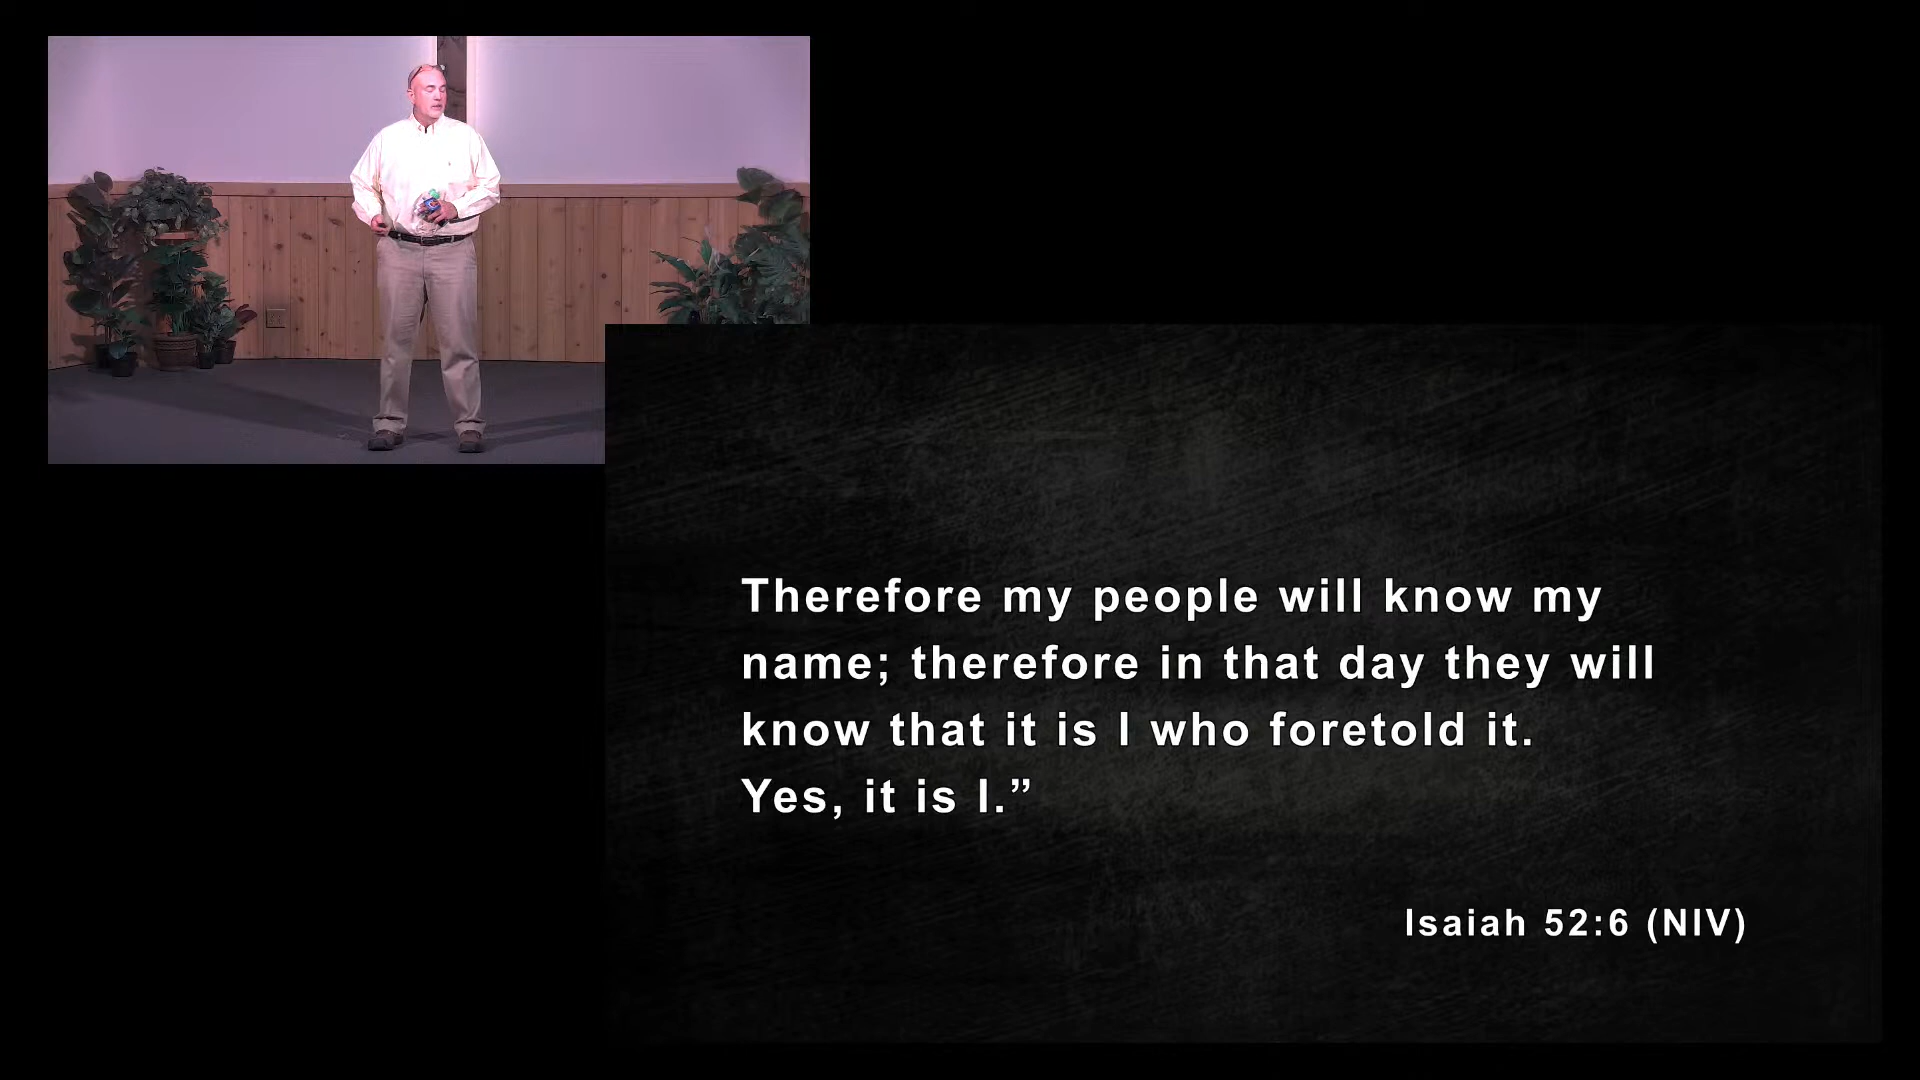 Therefore my people will know my
name; therefore in that day they will
know that it is I who foretold it.
Yes, it is I.”
Isaiah 52:6 (NIV)